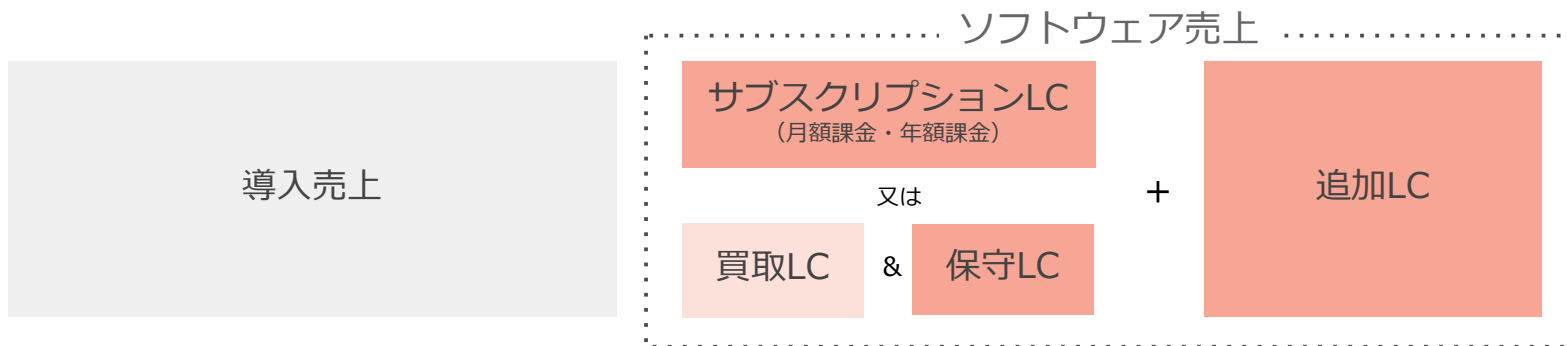 ソフトウェア売上
導入売上
サブスクリプションLC
（月額課金・年額課金）
又は
買取LC
&
保守LC
+
追加LC